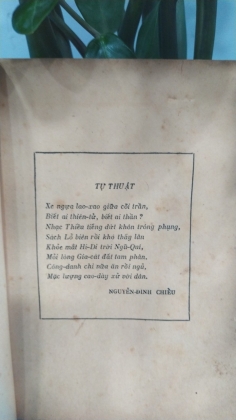 TỰ THUẬT
Xe ngựa lao-xao giữa cõi trần,
Biết ai thiên-tử, biết ai thần?
Nhạc Thiều tiếng dứt khôn trông phụng,
Sách Lỗ biên rồi khó thấy lân
Khỏe mắt Hi-Di trời Ngũ-Quí,
Mỏi lòng Gia-cát đất tam phân,
Công-danh chi nữa ăn rồi ngủ,
Mặc lượng cao-dày xử với dân.
NGUYỄN-ĐÌNH CHIỂU